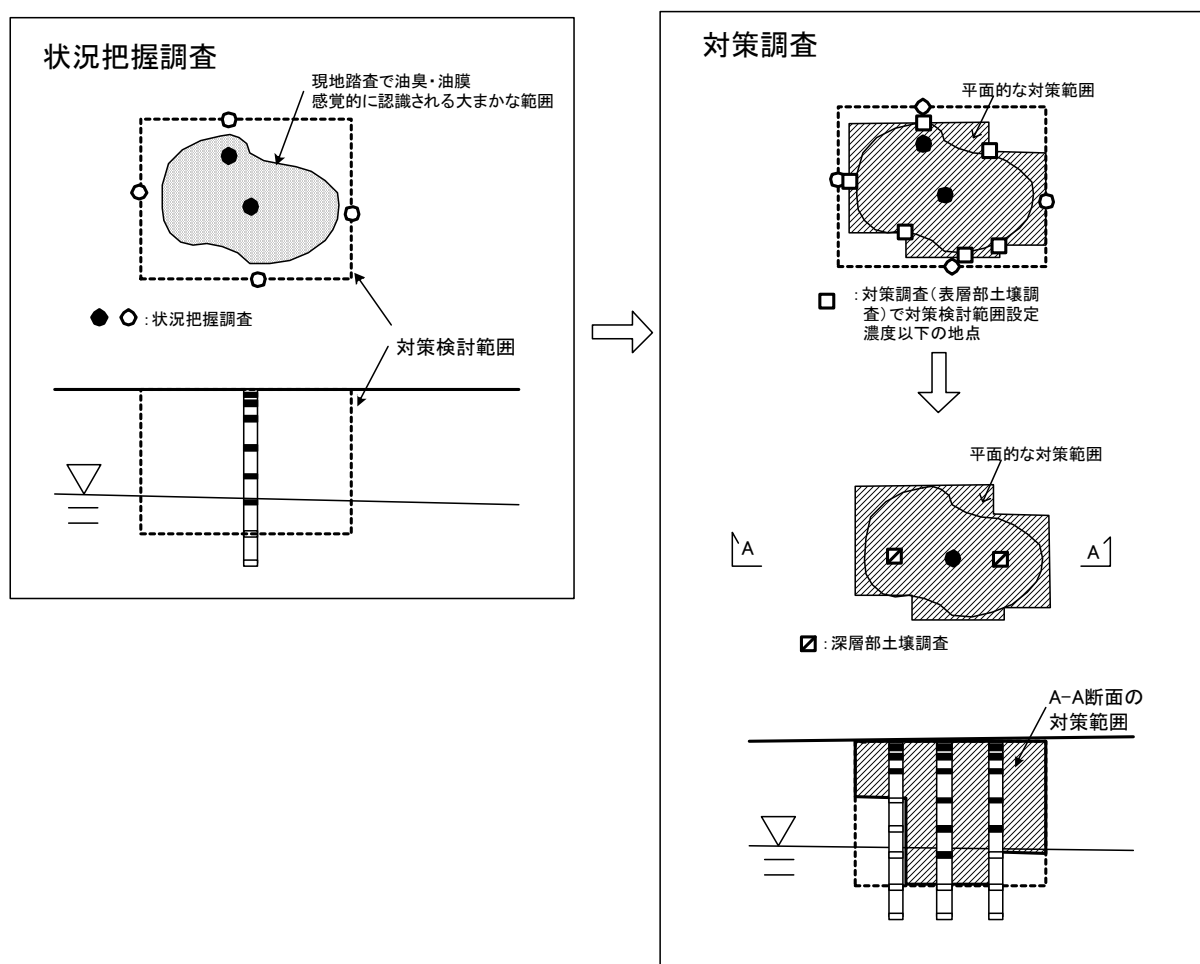 状況把握調査
現地踏査で油臭・油膜
感覚的に認識される大まかな範囲
● ○ : 状況把握調査
対策検討範囲
対策調査
平面的な対策範囲
□ : 対策調査(表層部土壌調
査)で対策検討範囲設定
濃度以下の地点
平面的な対策範囲
A
A
: 深層部土壌調査
A-A断面の
対策範囲